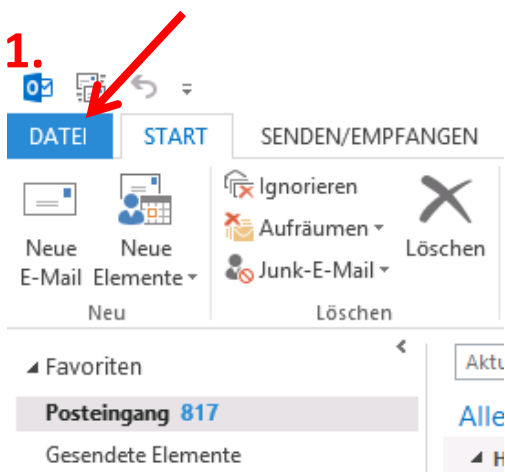 1.
DATEI START SENDEN/EMPFANGEN
Neue E-Mail
Neue Elemente
Ignorieren
Aufräumen
Junk-E-Mail
Löschen
Neu
Löschen
Favoriten
Posteingang 817
Gesendete Elemente
Aktu
Alle
H